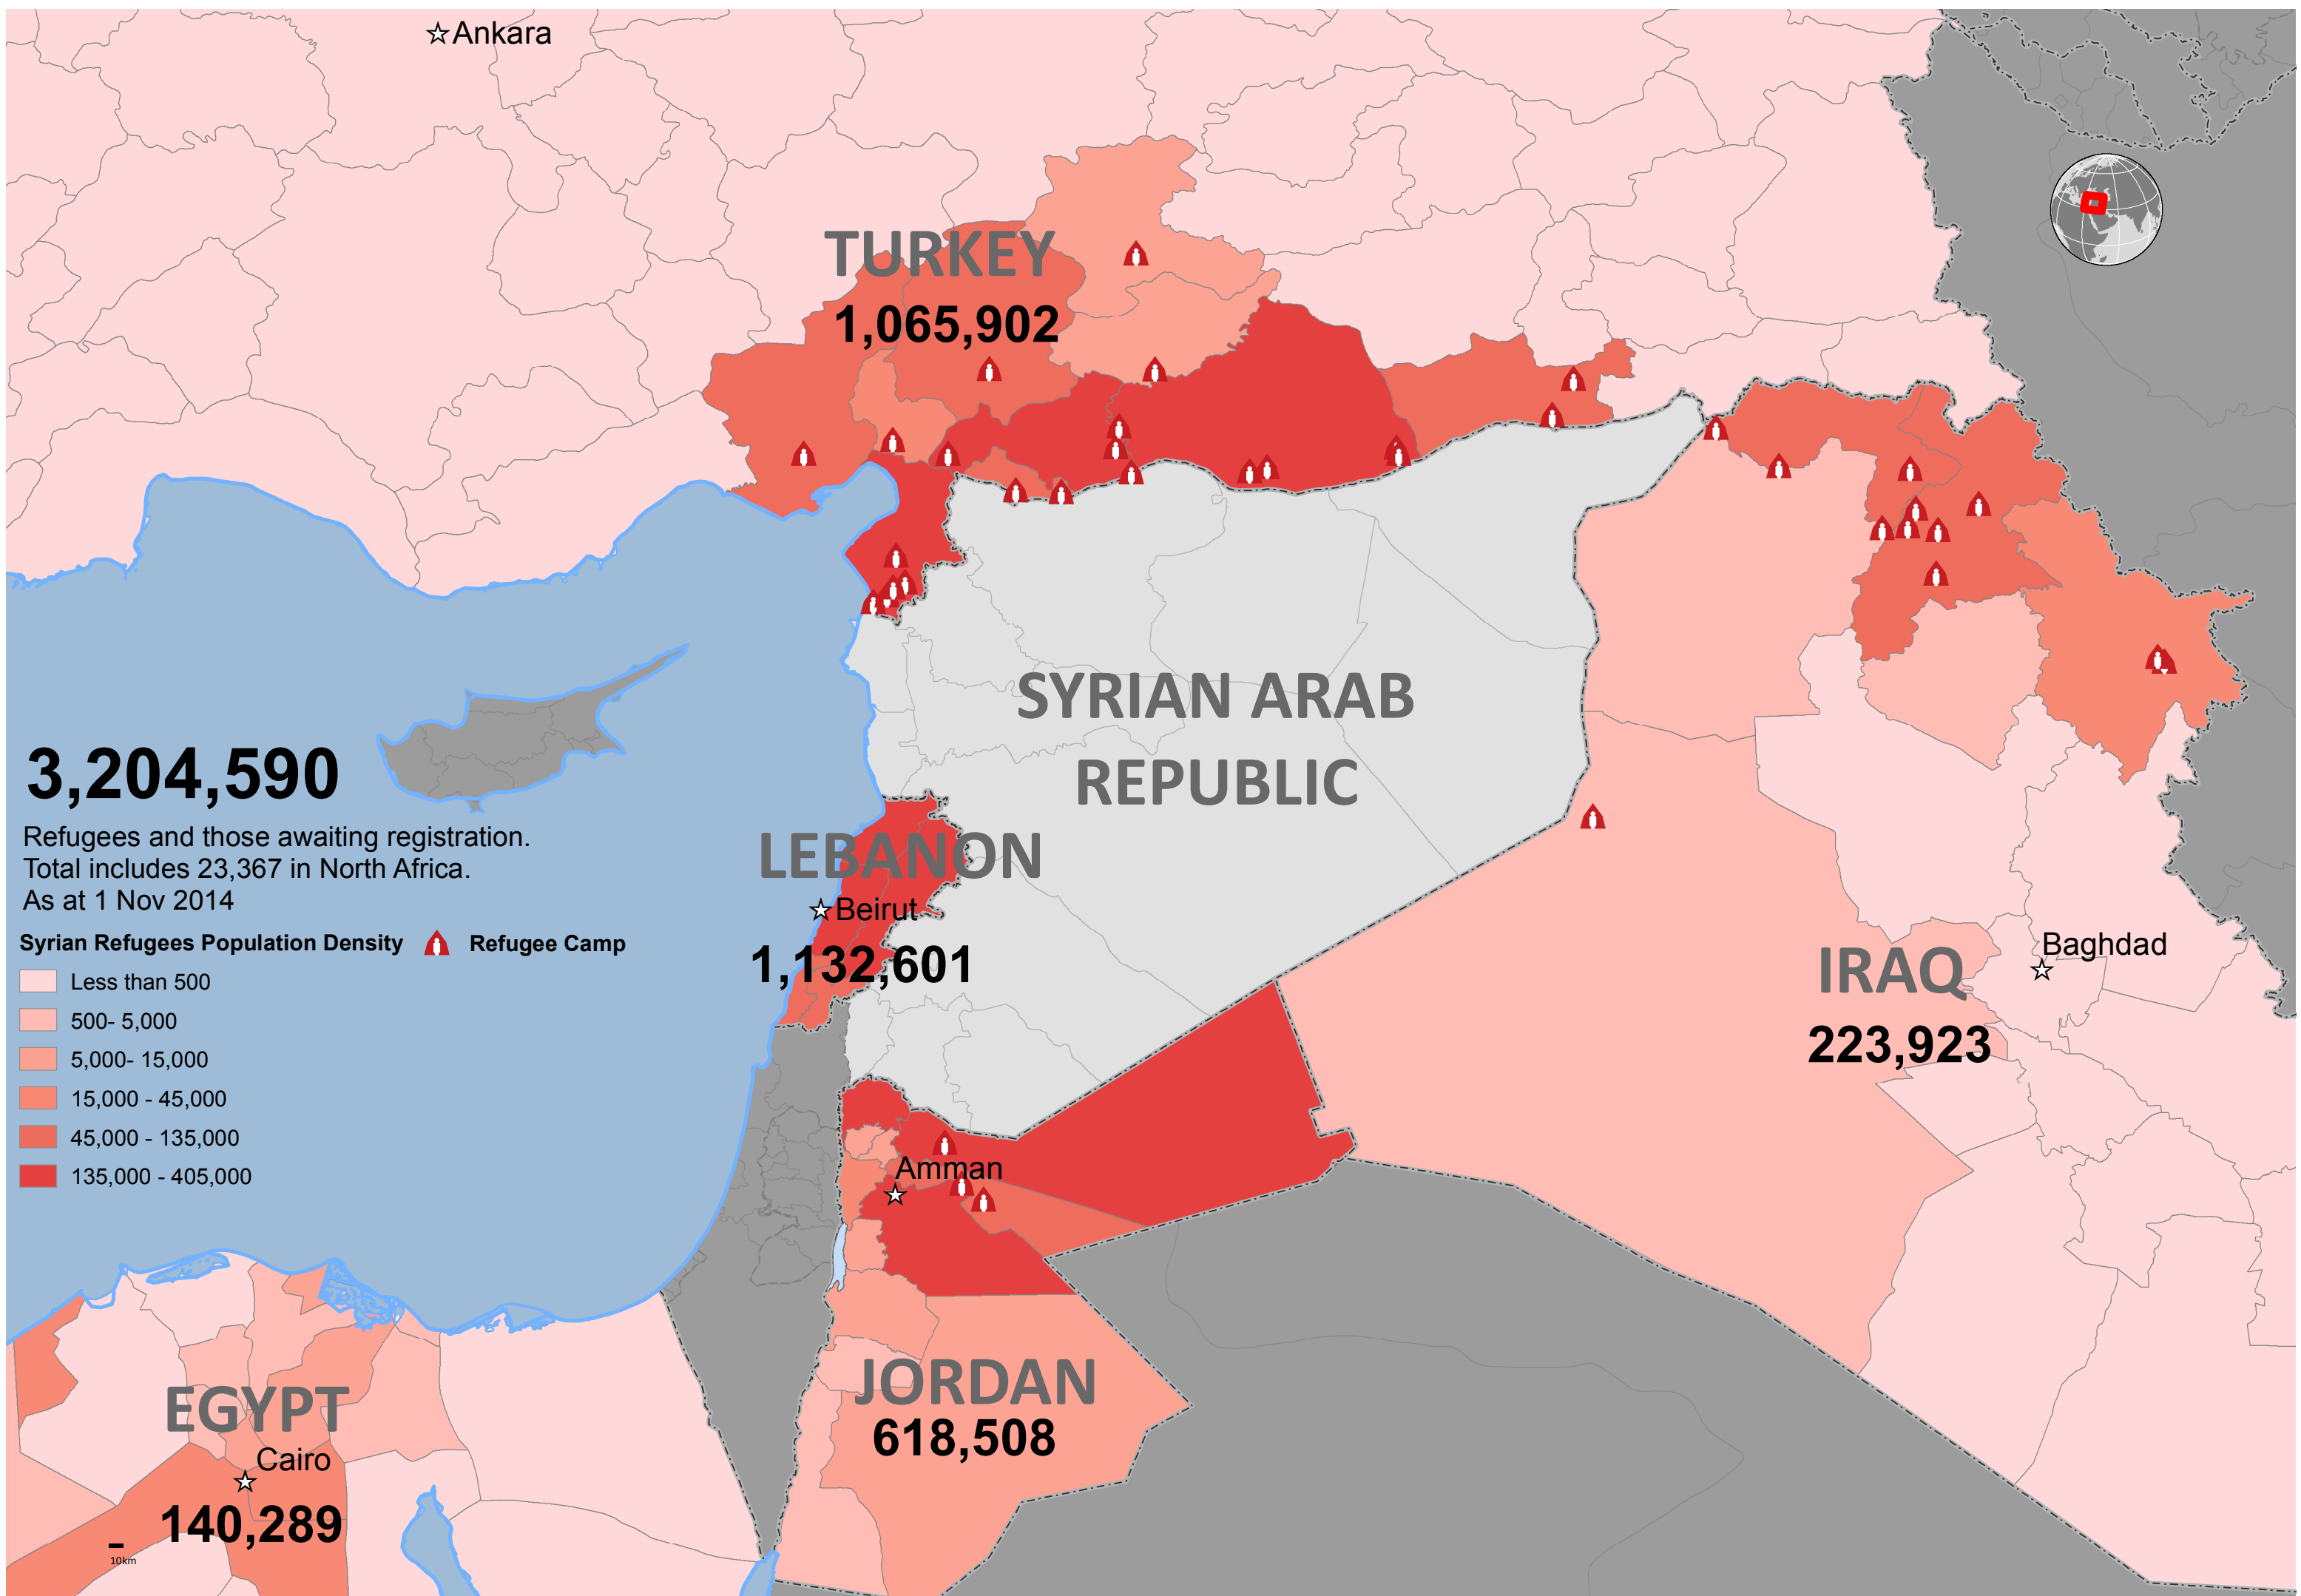 Ankara
TURKEY
1,065,902
SYRIAN ARAB
REPUBLIC
3,204,590
Refugees and those awaiting registration.
Total includes 23,367 in North Africa.
As at 1 Nov 2014
LEBANON
Beirut
1,132,601
Syrian Refugees Population Density
Refugee Camp
Less than 500
500- 5,000
5,000- 15,000
15,000 - 45,000
45,000 - 135,000
135,000 - 405,000
Baghdad
IRAQ
223,923
Amman
JORDAN
618,508
EGYPT
Cairo
140,289
10km